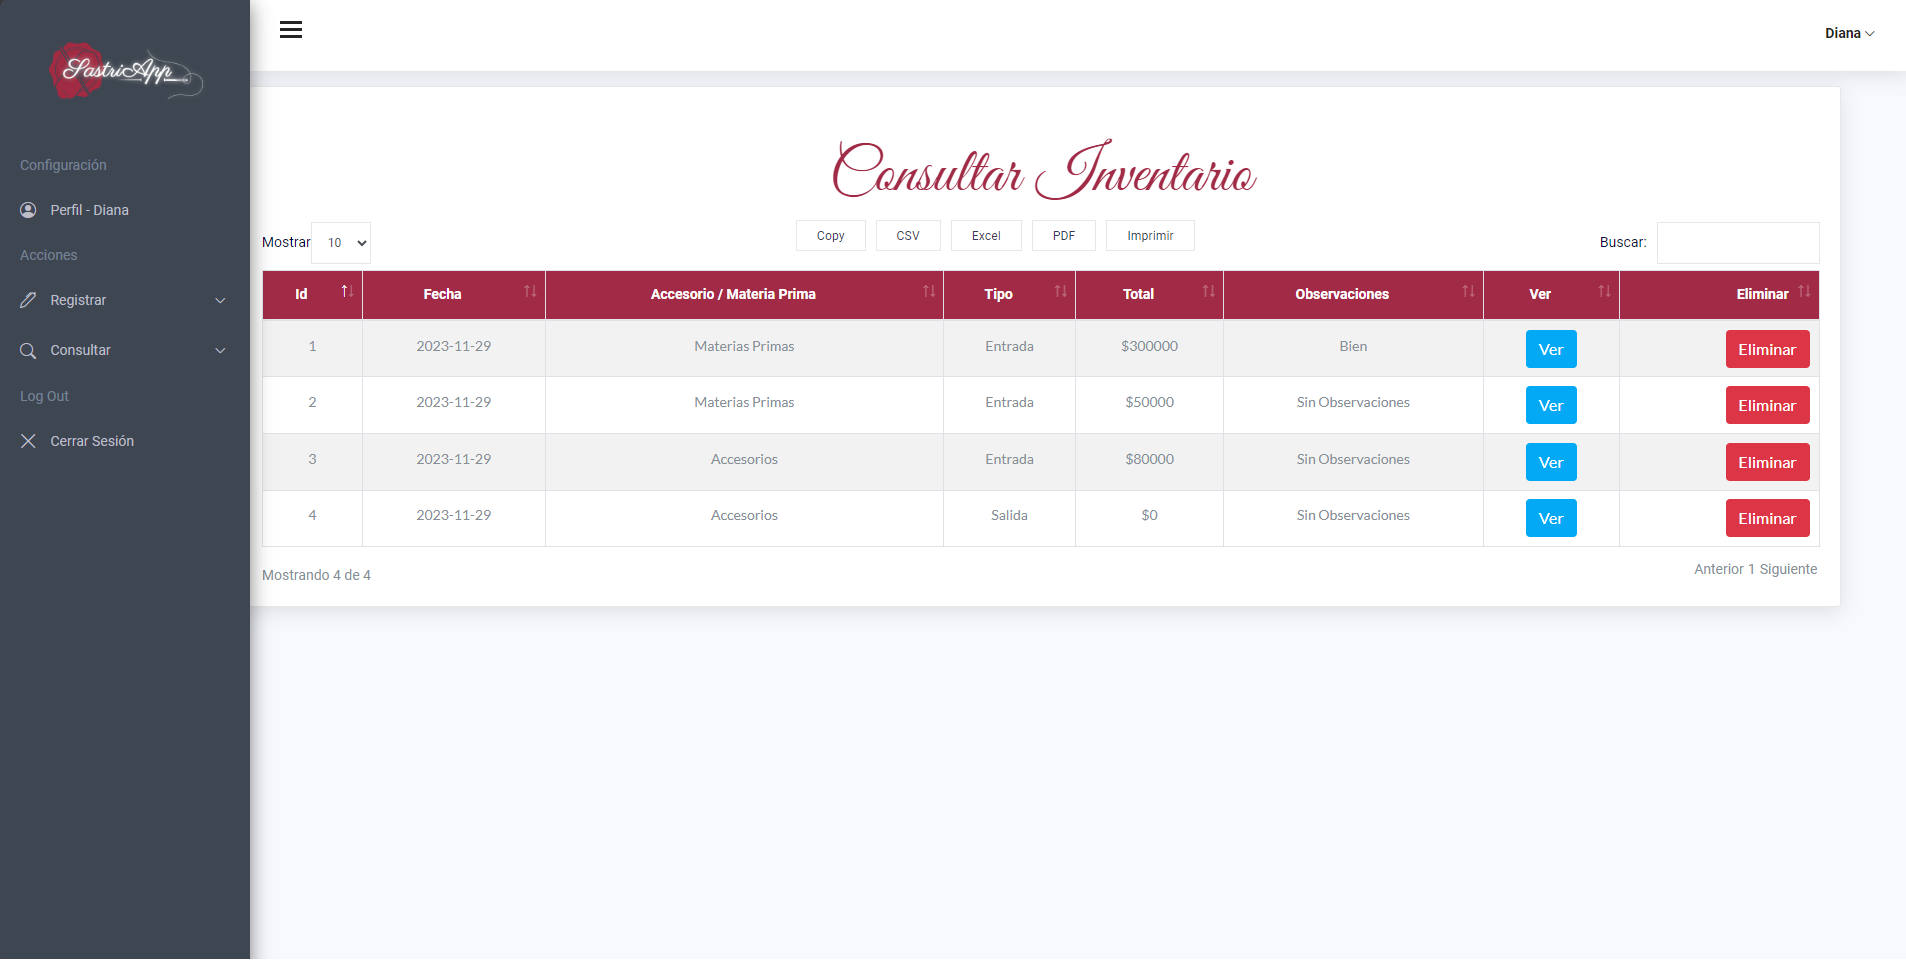 SastriApp
Diana
Configuración
Perfil - Diana
Acciones
Registrar
Consultar
Log Out
Cerrar Sesión
Consultar Inventario
Mostrar 10 Copy CSV Excel PDF Imprimir Buscar:
Id Fecha Accesorio / Materia Prima Tipo Total Observaciones Ver Eliminar
1 2023-11-29 Materias Primas Entrada $300000 Bien Ver Eliminar
2 2023-11-29 Materias Primas Entrada $50000 Sin Observaciones Ver Eliminar
3 2023-11-29 Accesorios Entrada $80000 Sin Observaciones Ver Eliminar
4 2023-11-29 Accesorios Salida $0 Sin Observaciones Ver Eliminar
Mostrando 4 de 4 Anterior 1 Siguiente